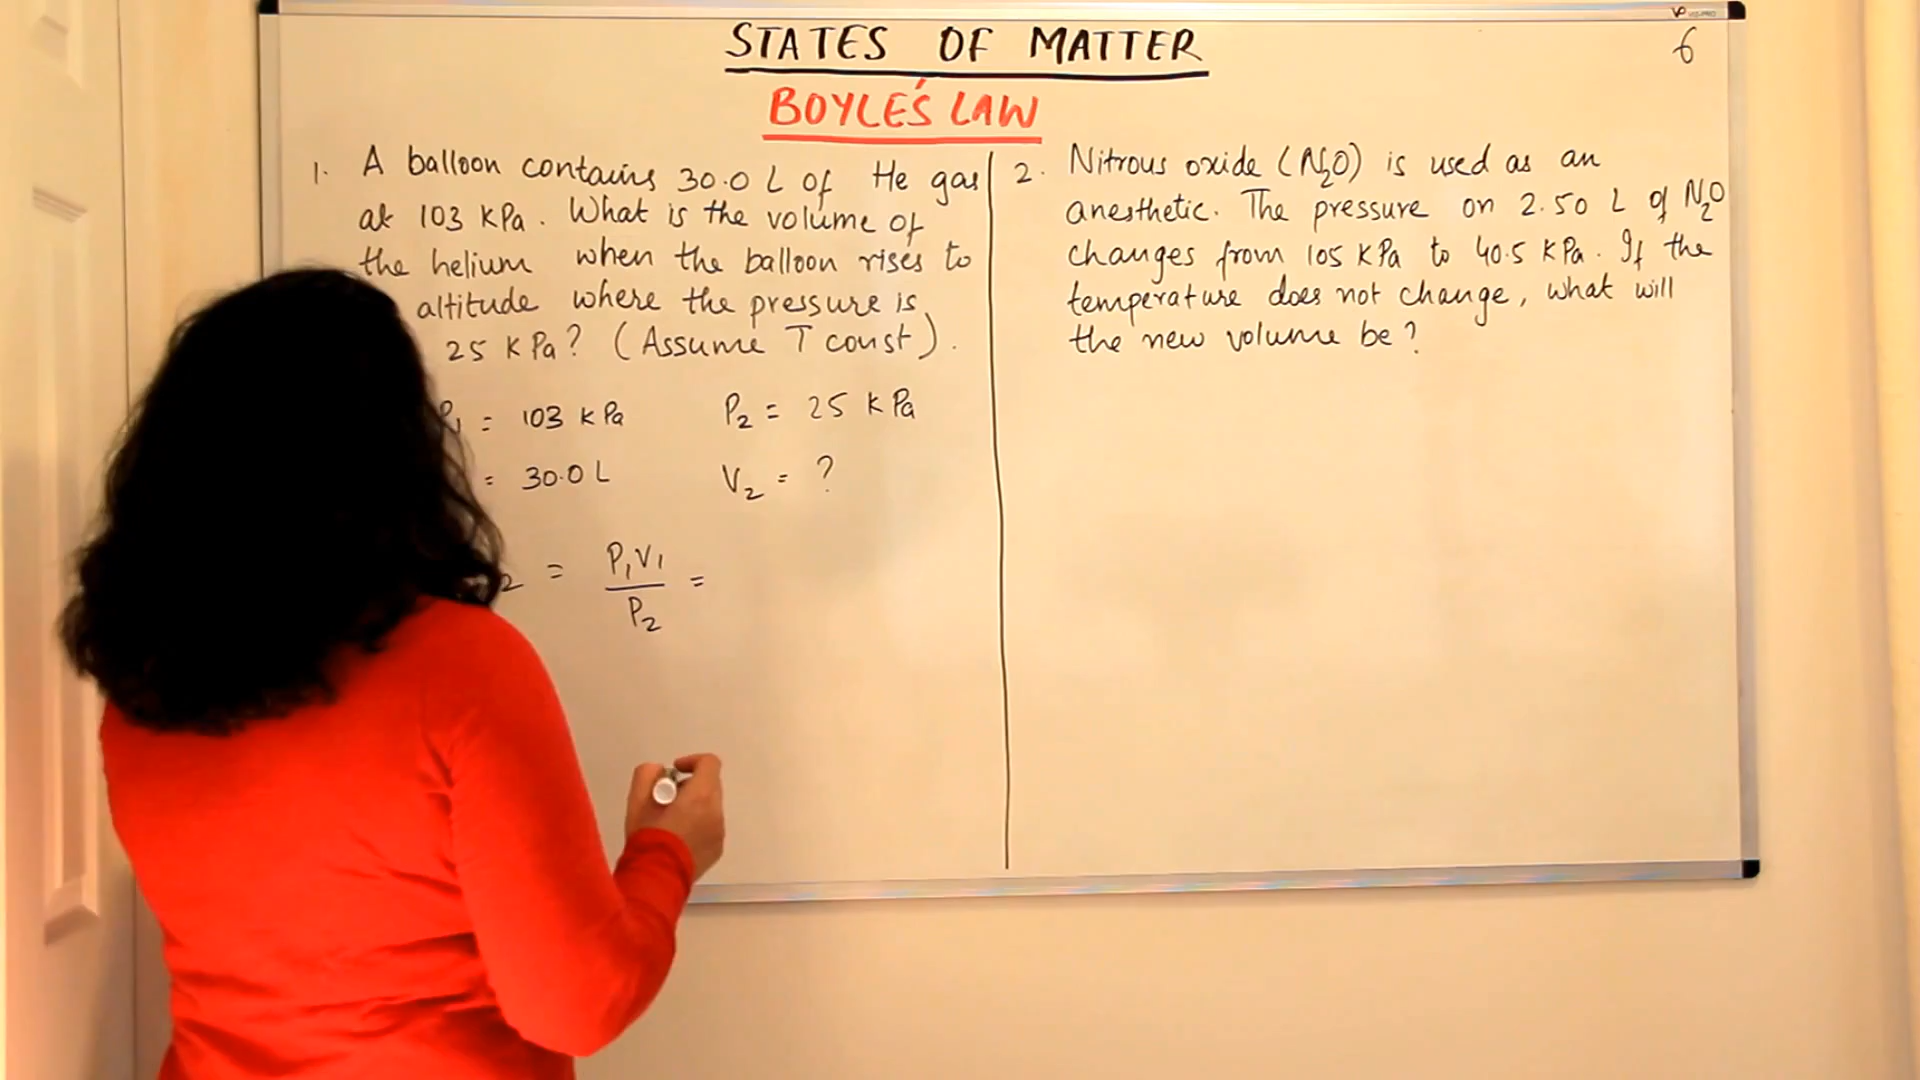 STATES OF MATTER
6
BOYLE'S LAW
1. A balloon contains 30.0 L of He gas
at 103 KPa. What is the volume of
the helium when the balloon rises to
altitude where the pressure is
25 KPa? (Assume T const).
P₁ = 103 kPa P₂ = 25 kPa
= 30.0 L V₂ = ?
2 = P₁V₁ / P₂ =
2. Nitrous oxide (N₂O) is used as an
anesthetic. The pressure on 2.50 L of N₂O
changes from 105 KPa to 40.5 KPa. If the
temperature does not change, what will
the new volume be?